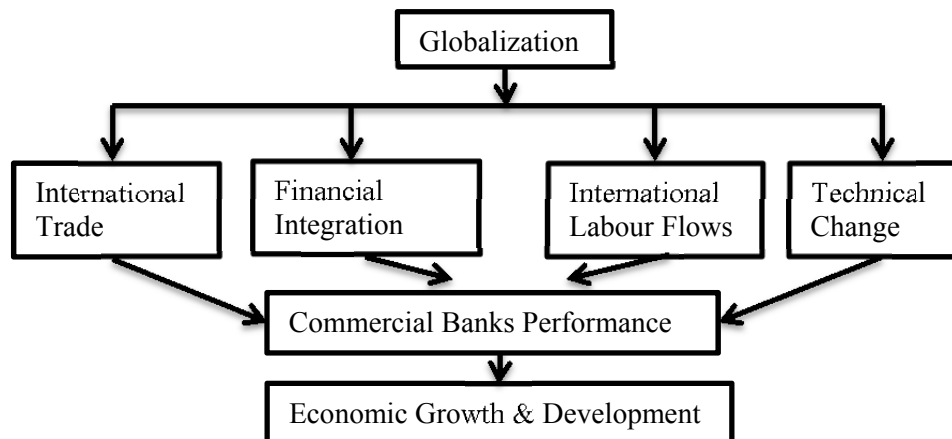 Globalization
International
Trade
Financial
Integration
International
Labour Flows
Technical
Change
Commercial Banks Performance
Economic Growth & Development